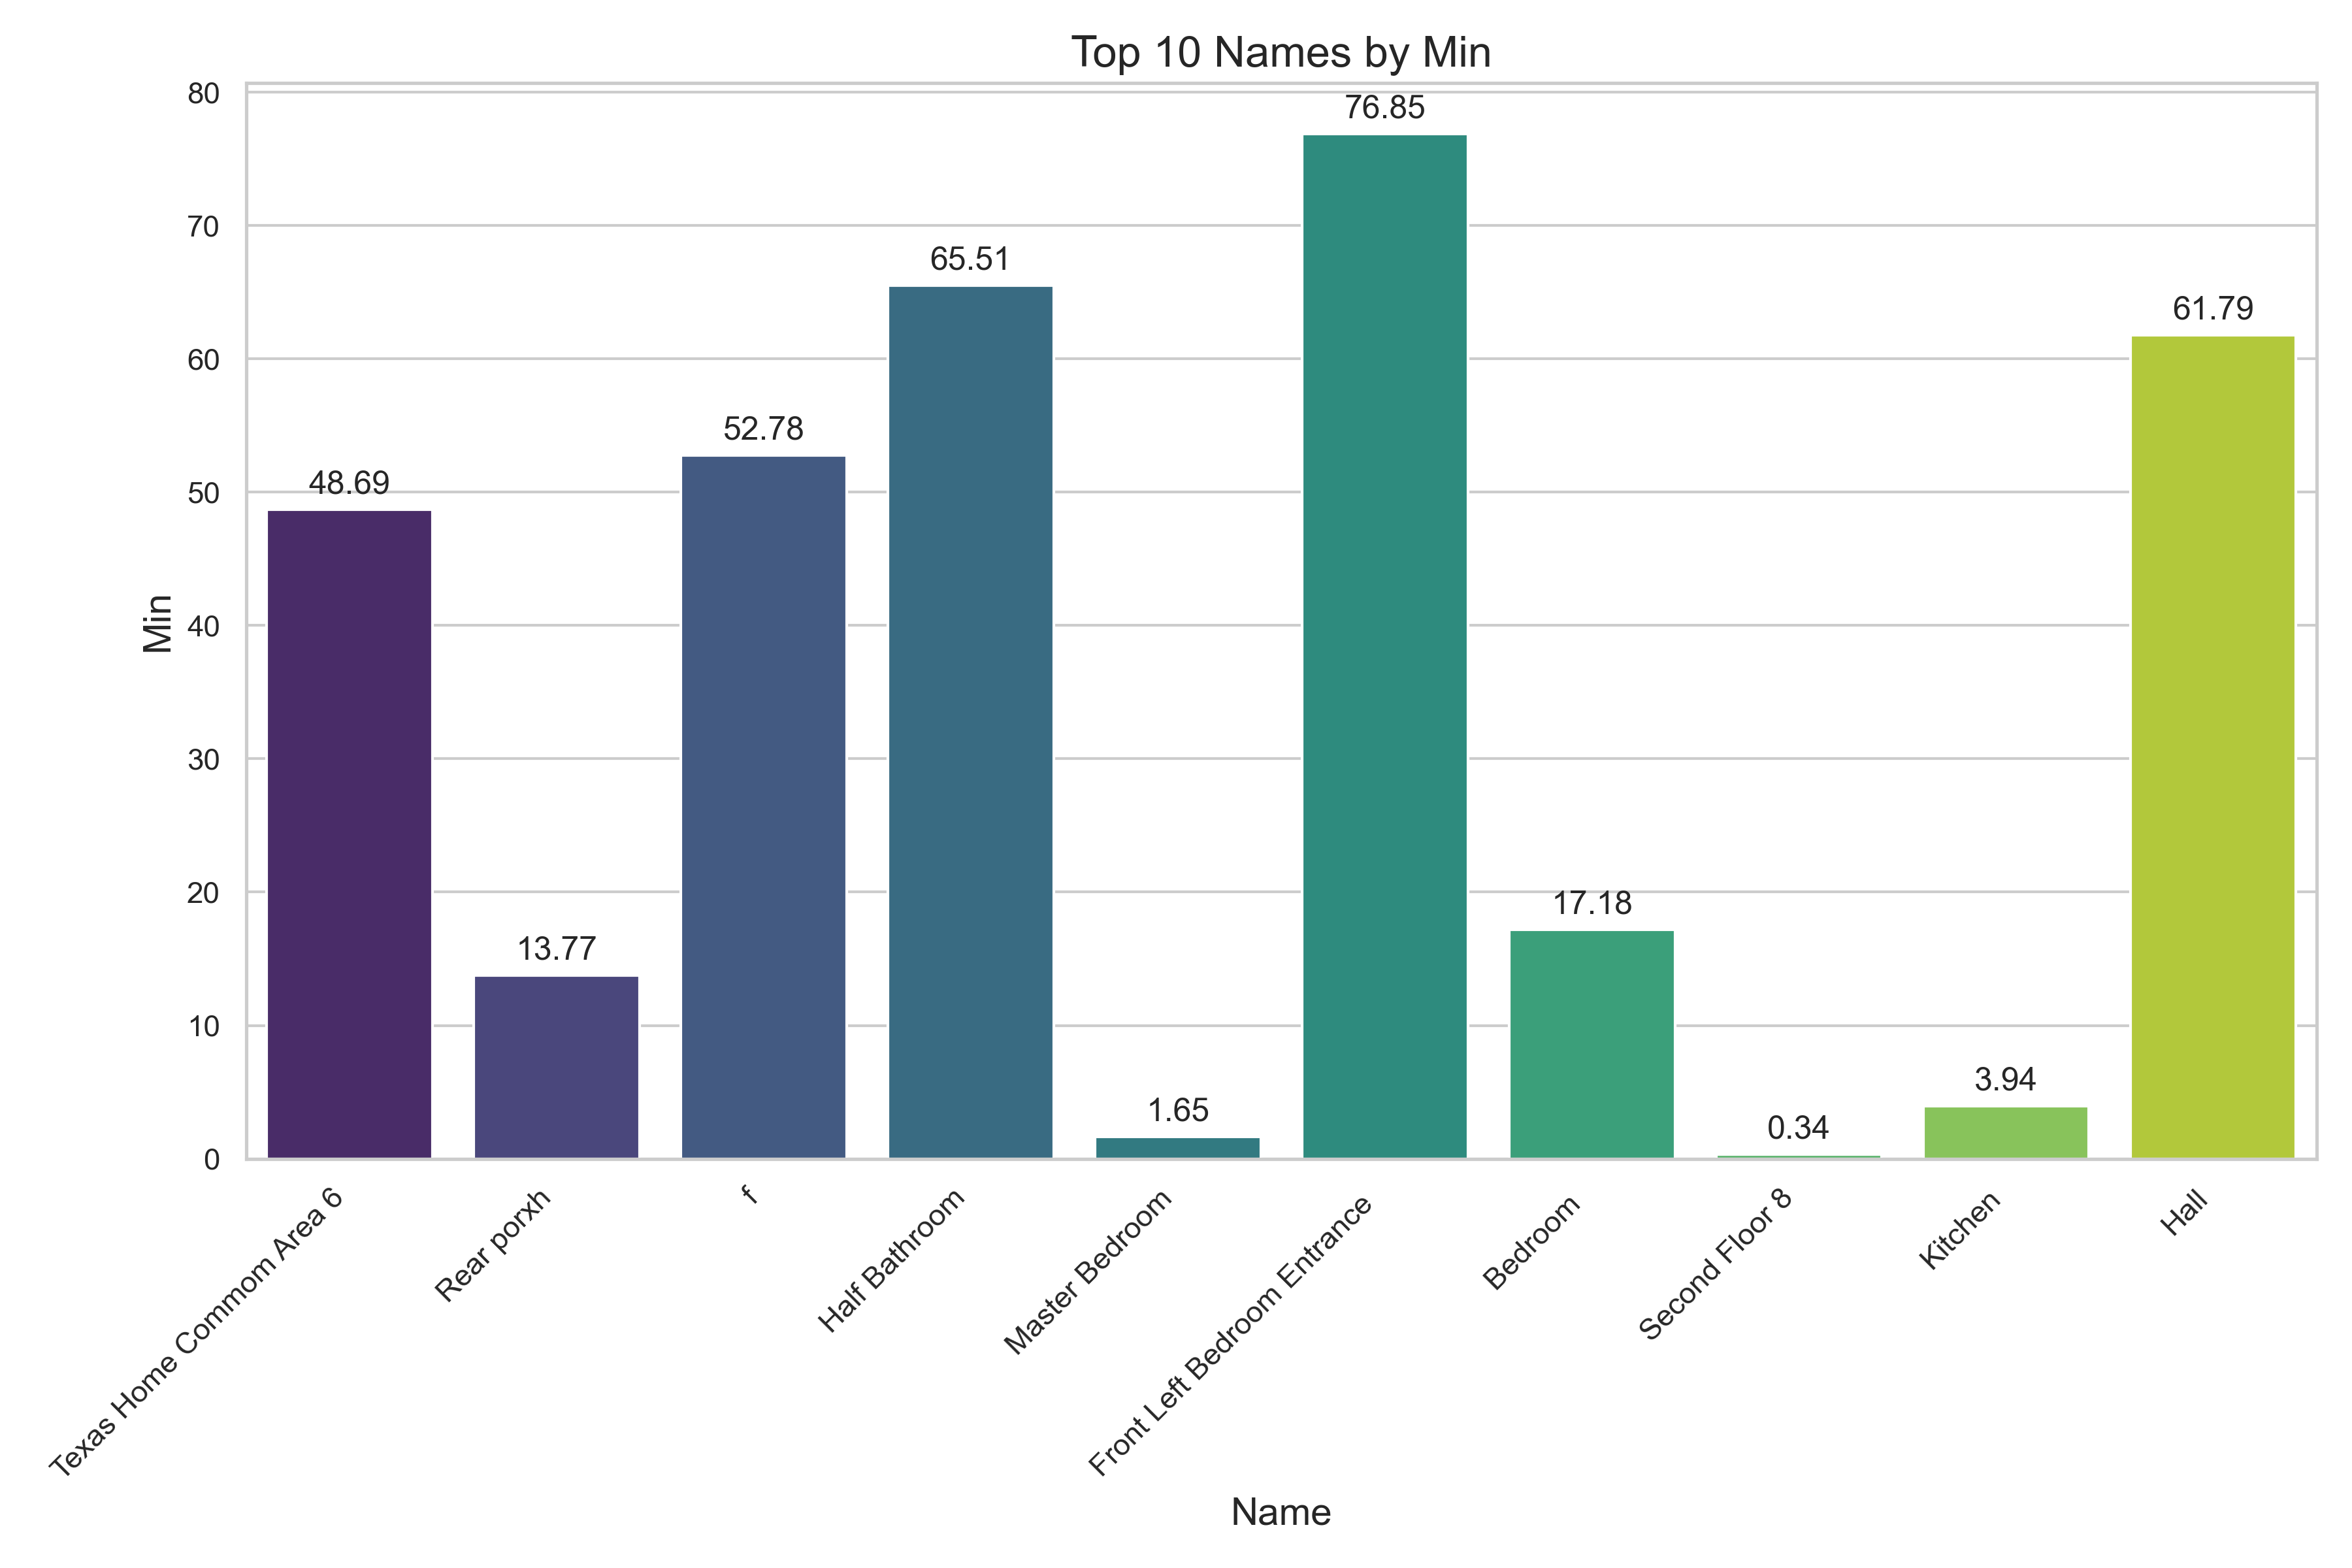 Top 10 Names by Min
Min
80
70
60
50
40
30
20
10
0
48.69
13.77
52.78
65.51
1.65
76.85
17.18
0.34
3.94
61.79
Texas Home Commom Area 6
Rear porxh
f
Half Bathroom
Master Bedroom
Front Left Bedroom Entrance
Bedroom
Second Floor 8
Kitchen
Hall
Name